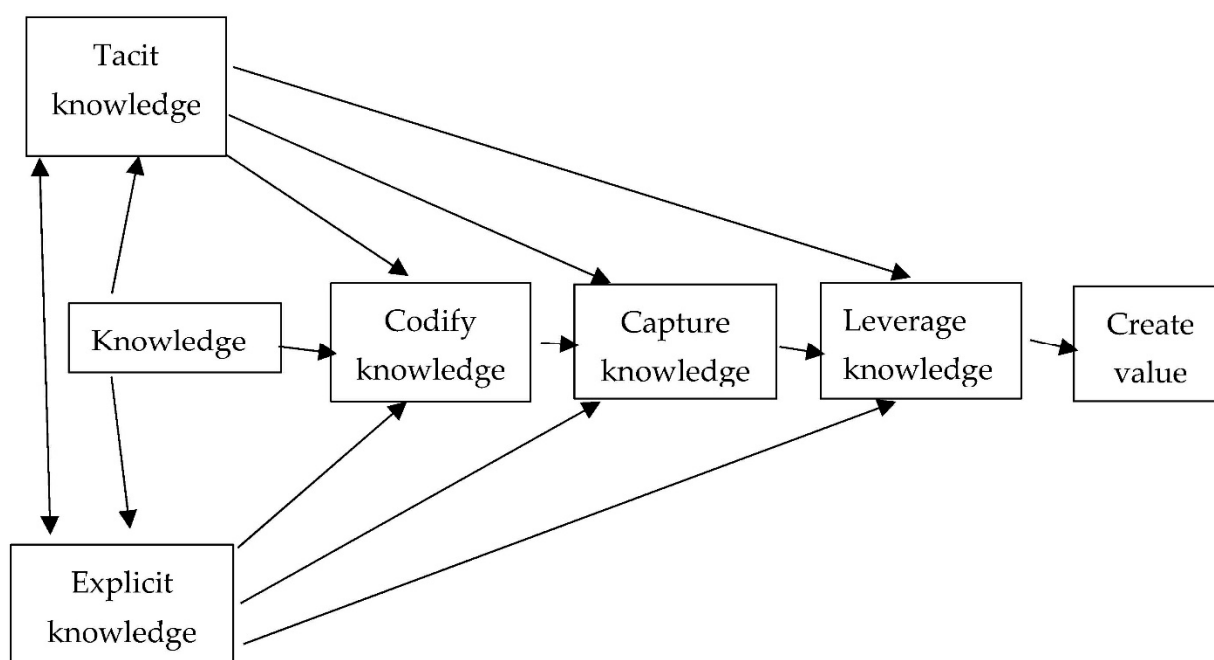 Tacit
knowledge
Knowledge
Codify
knowledge
Capture
knowledge
Leverage
knowledge
Create
value
Explicit
knowledge